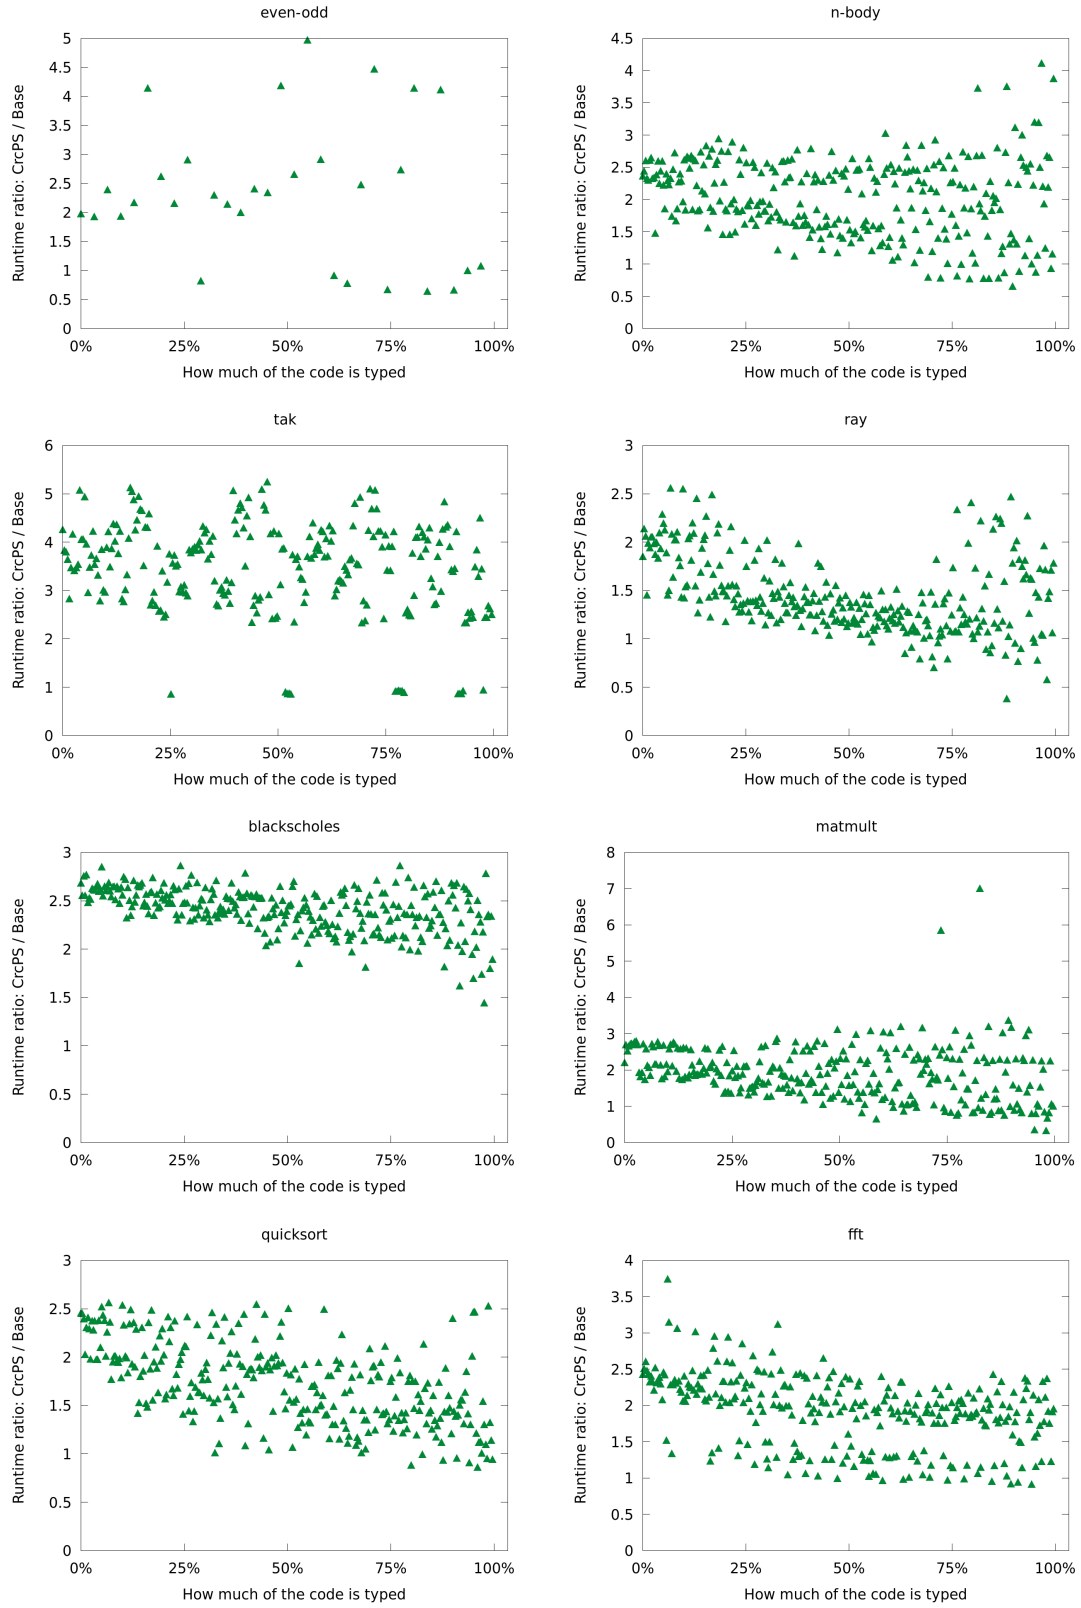 even-odd
Runtime ratio: CrcPS / Base
5
4.5
4
3.5
3
2.5
2
1.5
1
0.5
0
0% 25% 50% 75% 100%
How much of the code is typed
n-body
Runtime ratio: CrcPS / Base
4.5
4
3.5
3
2.5
2
1.5
1
0.5
0
0% 25% 50% 75% 100%
How much of the code is typed
tak
Runtime ratio: CrcPS / Base
6
5
4
3
2
1
0
0% 25% 50% 75% 100%
How much of the code is typed
ray
Runtime ratio: CrcPS / Base
3
2.5
2
1.5
1
0.5
0
0% 25% 50% 75% 100%
How much of the code is typed
blackscholes
Runtime ratio: CrcPS / Base
3
2.5
2
1.5
1
0.5
0
0% 25% 50% 75% 100%
How much of the code is typed
matmult
Runtime ratio: CrcPS / Base
8
7
6
5
4
3
2
1
0
0% 25% 50% 75% 100%
How much of the code is typed
quicksort
Runtime ratio: CrcPS / Base
3
2.5
2
1.5
1
0.5
0
0% 25% 50% 75% 100%
How much of the code is typed
fft
Runtime ratio: CrcPS / Base
4
3.5
3
2.5
2
1.5
1
0.5
0
0% 25% 50% 75% 100%
How much of the code is typed